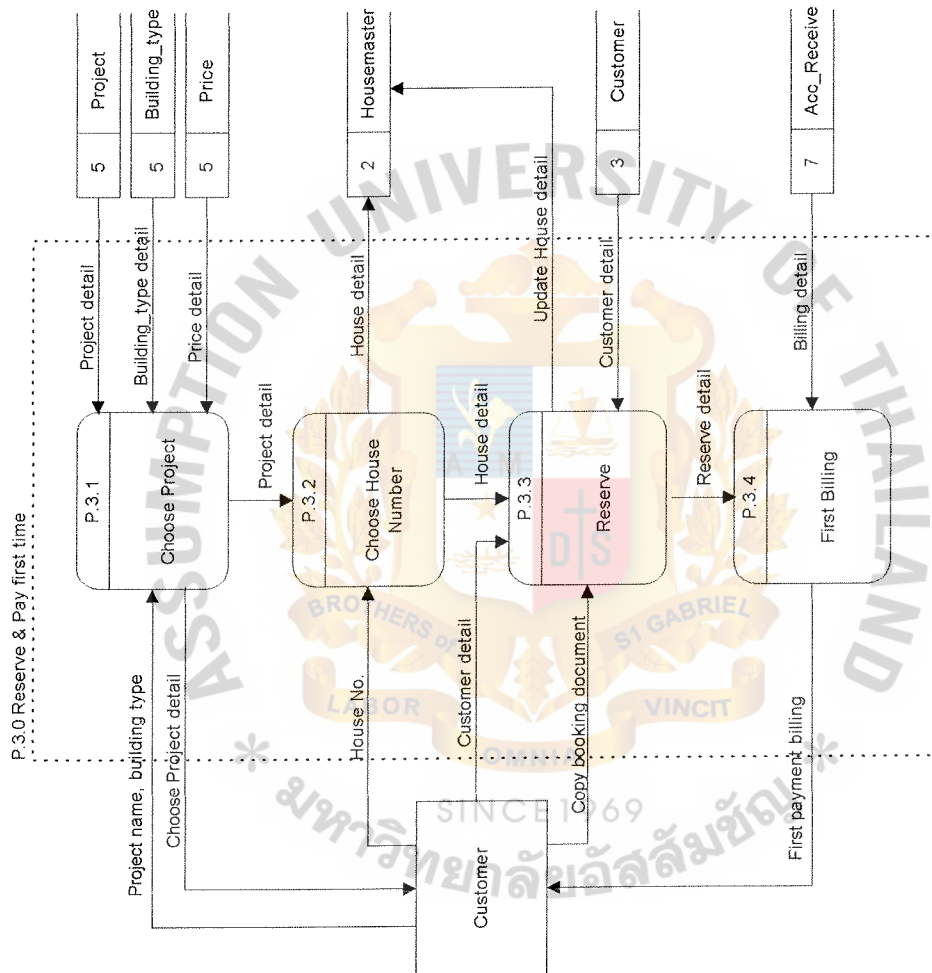 P.3.0 Reserve & Pay first time
5 Project
5 Building_type
5 Price
2 Housemaster
3 Customer
7 Acc_Receive
Project detail
Building_type detail
Price detail
House detail
Update House detail
Customer detail
Billing detail
P.3.1
Choose Project
Project detail
P.3.2
Choose House
Number
House detail
P.3.3
Reserve
Reserve detail
P.3.4
First Billing
Project name, building type
Choose Project detail
House No.
Customer detail
Copy booking document
First payment billing
Customer
ASSUMPTION UNIVERSITY OF THAILAND
A M
D S
BROTHERS of
S1 GABRIEL
LABOR
OMNIA
VINCIT
SINCE1969
* มหาวิทยาลัยอัสสัมชัญ *